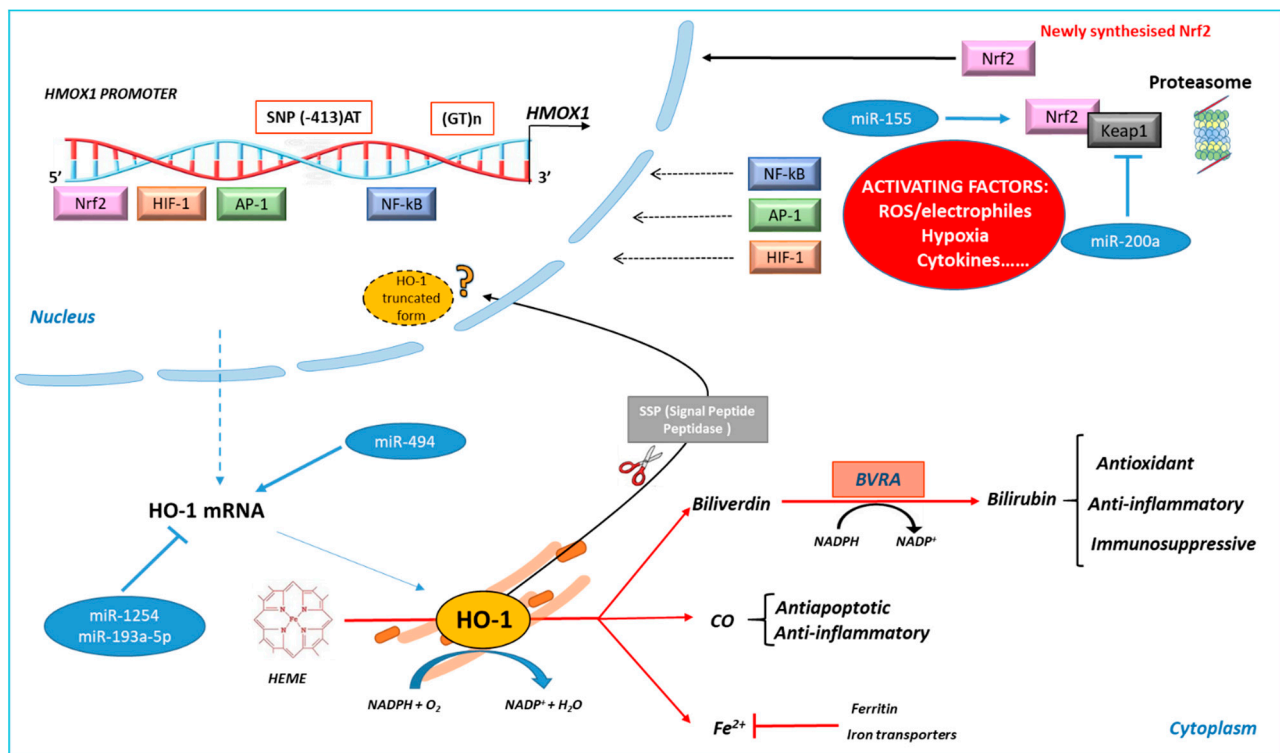 Newly synthesised Nrf2
Nrf2
HMOX1 PROMOTER
SNP (-413)AT
(GT)n
HMOX1
5'
3'
Nrf2
HIF-1
AP-1
NF-kB
Proteasome
miR-155
Nrf2
Keap1
NF-kB
AP-1
HIF-1
ACTIVATING FACTORS:
ROS/electrophiles
Hypoxia
Cytokines......
miR-200a
HO-1
truncated
form
?
Nucleus
SSP (Signal Peptide
Peptidase )
miR-494
HO-1 mRNA
miR-1254
miR-193a-5p
N
N
Fe
N
N
HEME
HO-1
NADPH + O₂
NADP⁺ + H₂O
Biliverdin
BVRA
NADPH
NADP⁺
Bilirubin
Antioxidant
Anti-inflammatory
Immunosuppressive
CO
Antiapoptotic
Anti-inflammatory
Fe²⁺
Ferritin
Iron transporters
Cytoplasm